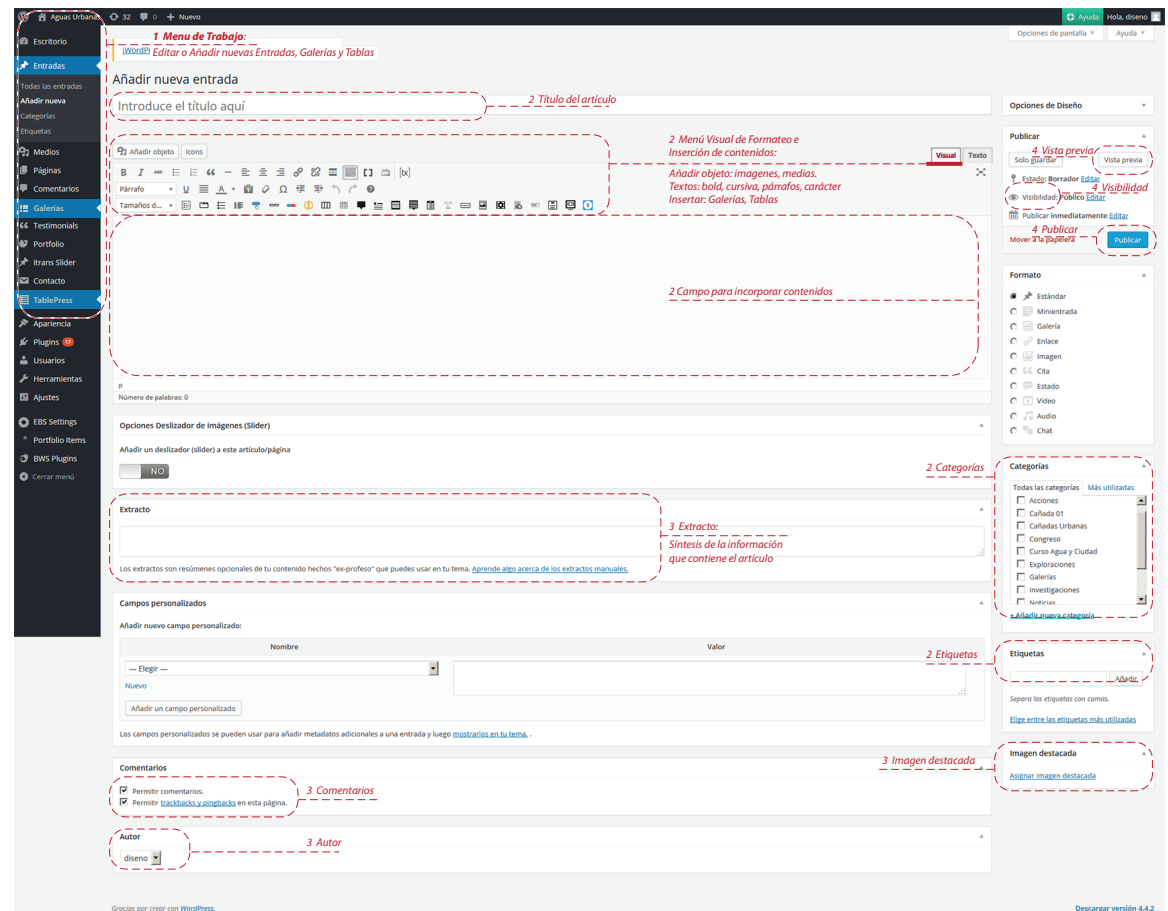 Aguas Urbanas 32 0 + Nuevo
Ayuda Hola, diseno
Escritorio
Entradas
Todas las entradas
Añadir nueva
Categorías
Etiquetas
Medios
Páginas
Comentarios
Galerías
Testimonials
Portfolio
itrans Slider
Contacto
TablePress
Apariencia
Plugins 17
Usuarios
Herramientas
Ajustes
EBS Settings
Portfolio Items
BWS Plugins
Cerrar menú
1 Menu de Trabajo:
¡WordPr Editar o Añadir nuevas Entradas, Galerías y Tablas
Opciones de pantalla Ayuda
Añadir nueva entrada
Introduce el título aquí
2 Título del artículo
Añadir objeto Icons
2 Menú Visual de Formateo e
Inserción de contenidos:
Añadir objeto: imagenes, medias.
Textos: bold, cursiva, párrafos, carácter
Insertar: Galerías, Tablas
Visual Texto
B I ABC
Párrafo U A Ω
Tamaños d...
2 Campo para incorporar contenidos
p
Número de palabras: 0
Opciones Deslizador de imágenes (Slider)
Añadir un deslizador (slider) a este artículo/página
NO
Extracto
3 Extracto:
Síntesis de la información
que contiene el artículo
Los extractos son resúmenes opcionales de tu contenido hechos "ex-profeso" que puedes usar en tu tema. Aprende algo acerca de los extractos manuales.
Campos personalizados
Añadir nuevo campo personalizado:
Nombre Valor
— Elegir —
Nuevo
Añadir un campo personalizado
Los campos personalizados se pueden usar para añadir metadatos adicionales a una entrada y luego mostrarlos en tu tema. .
Comentarios
Permitir comentarios.
Permitir trackbacks y pingbacks en esta página.
3 Comentarios
Autor
diseno
3 Autor
Opciones de Diseño
Publicar
4 Vista previa
Solo guardar Vista previa
Estado: Borrador Editar
4 Visibilidad
Visibilidad: Público Editar
Publicar inmediatamente Editar
4 Publicar
Mover a la papelera Publicar
Formato
Estándar
Minientrada
Galería
Enlace
Imagen
Cita
Estado
Vídeo
Audio
Chat
2 Categorías
Categorías
Todas las categorías Más utilizadas
Acciones
Cañada 01
Cañadas Urbanas
Congreso
Curso Agua y Ciudad
Exploraciones
Galerías
Investigaciones
Noticias
+ Añadir nueva categoría
2 Etiquetas
Etiquetas
Añadir
Separa las etiquetas con comas.
Elige entre las etiquetas más utilizadas
3 Imagen destacada
Imagen destacada
Asignar imagen destacada
Gracias por crear con WordPress.
Descargar versión 4.4.2